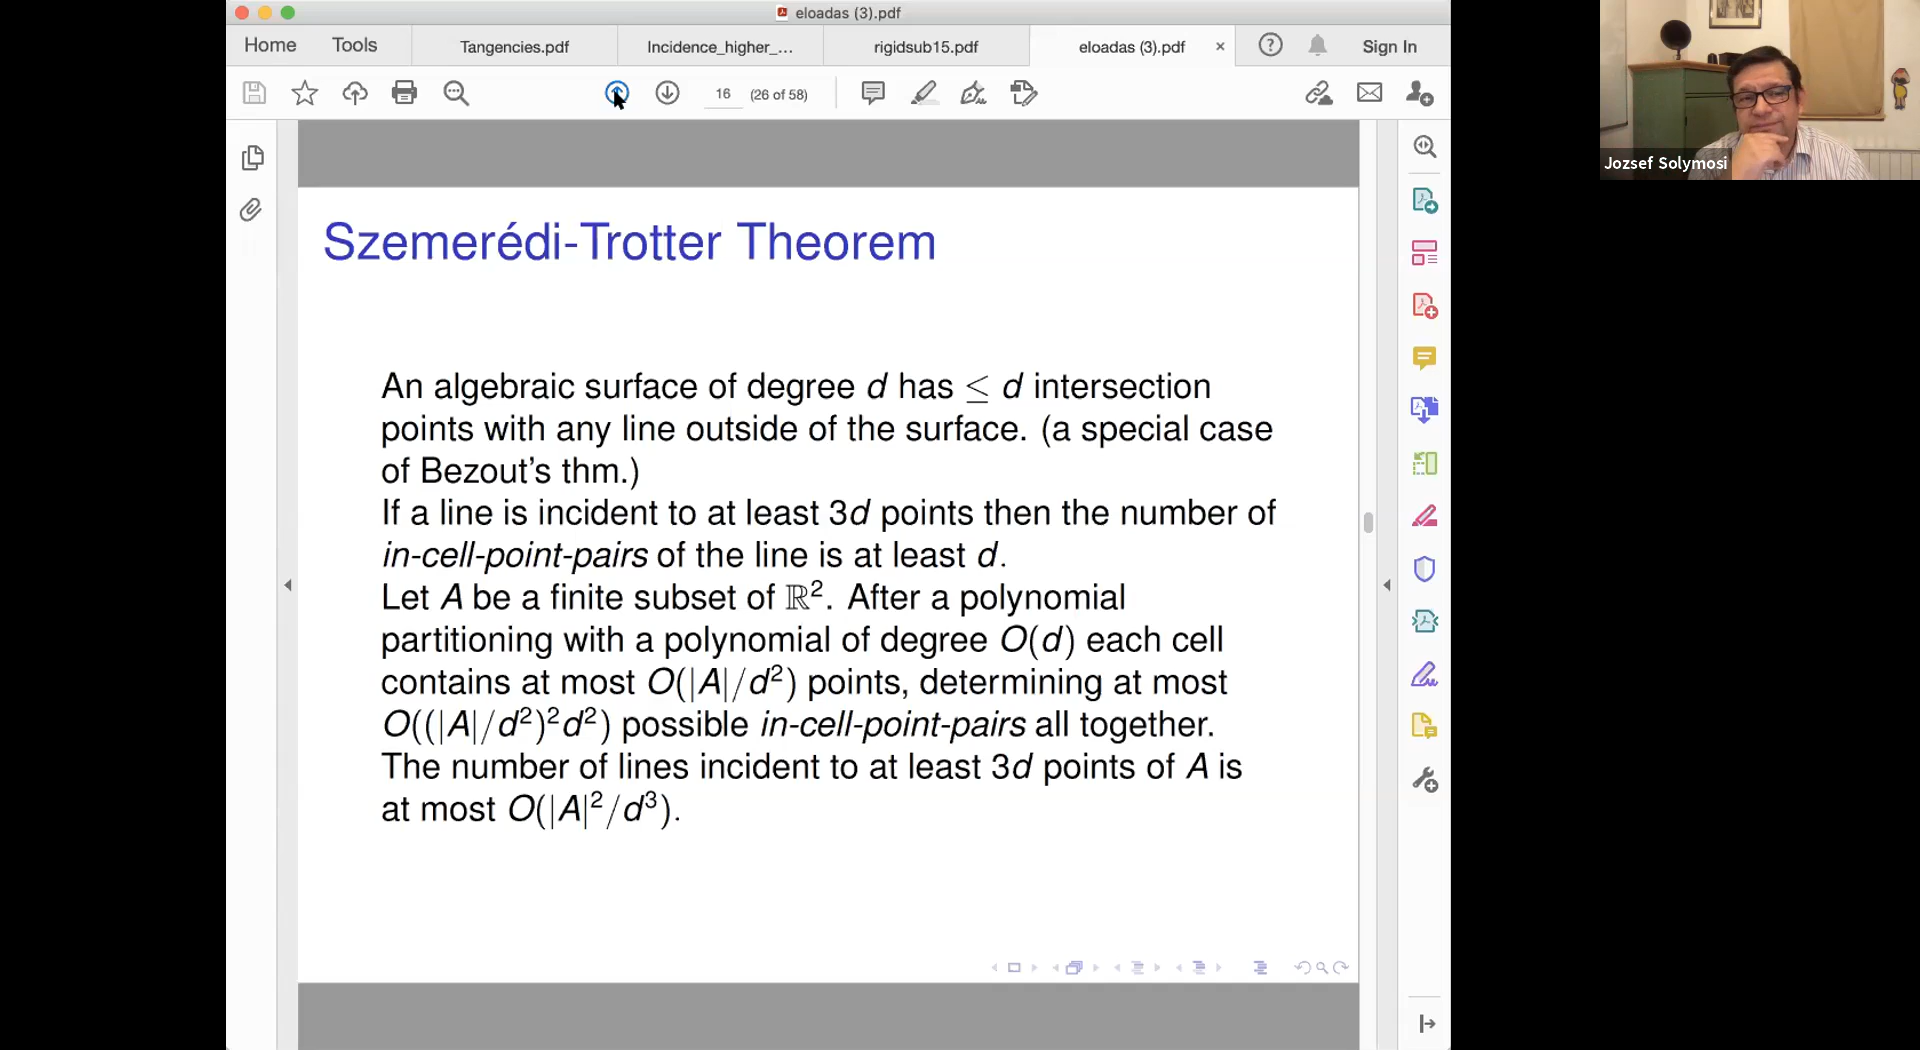 eloadas (3).pdf
Home Tools Tangencies.pdf Incidence_higher_... rigidsub15.pdf eloadas (3).pdf × Sign In
16 (26 of 58)
Jozsef Solymosi
Szemerédi-Trotter Theorem
An algebraic surface of degree d has ≤ d intersection
points with any line outside of the surface. (a special case
of Bezout's thm.)
If a line is incident to at least 3d points then the number of
in-cell-point-pairs of the line is at least d.
Let A be a finite subset of ℝ². After a polynomial
partitioning with a polynomial of degree O(d) each cell
contains at most O(|A|/d²) points, determining at most
O((|A|/d²)²d²) possible in-cell-point-pairs all together.
The number of lines incident to at least 3d points of A is
at most O(|A|²/d³).